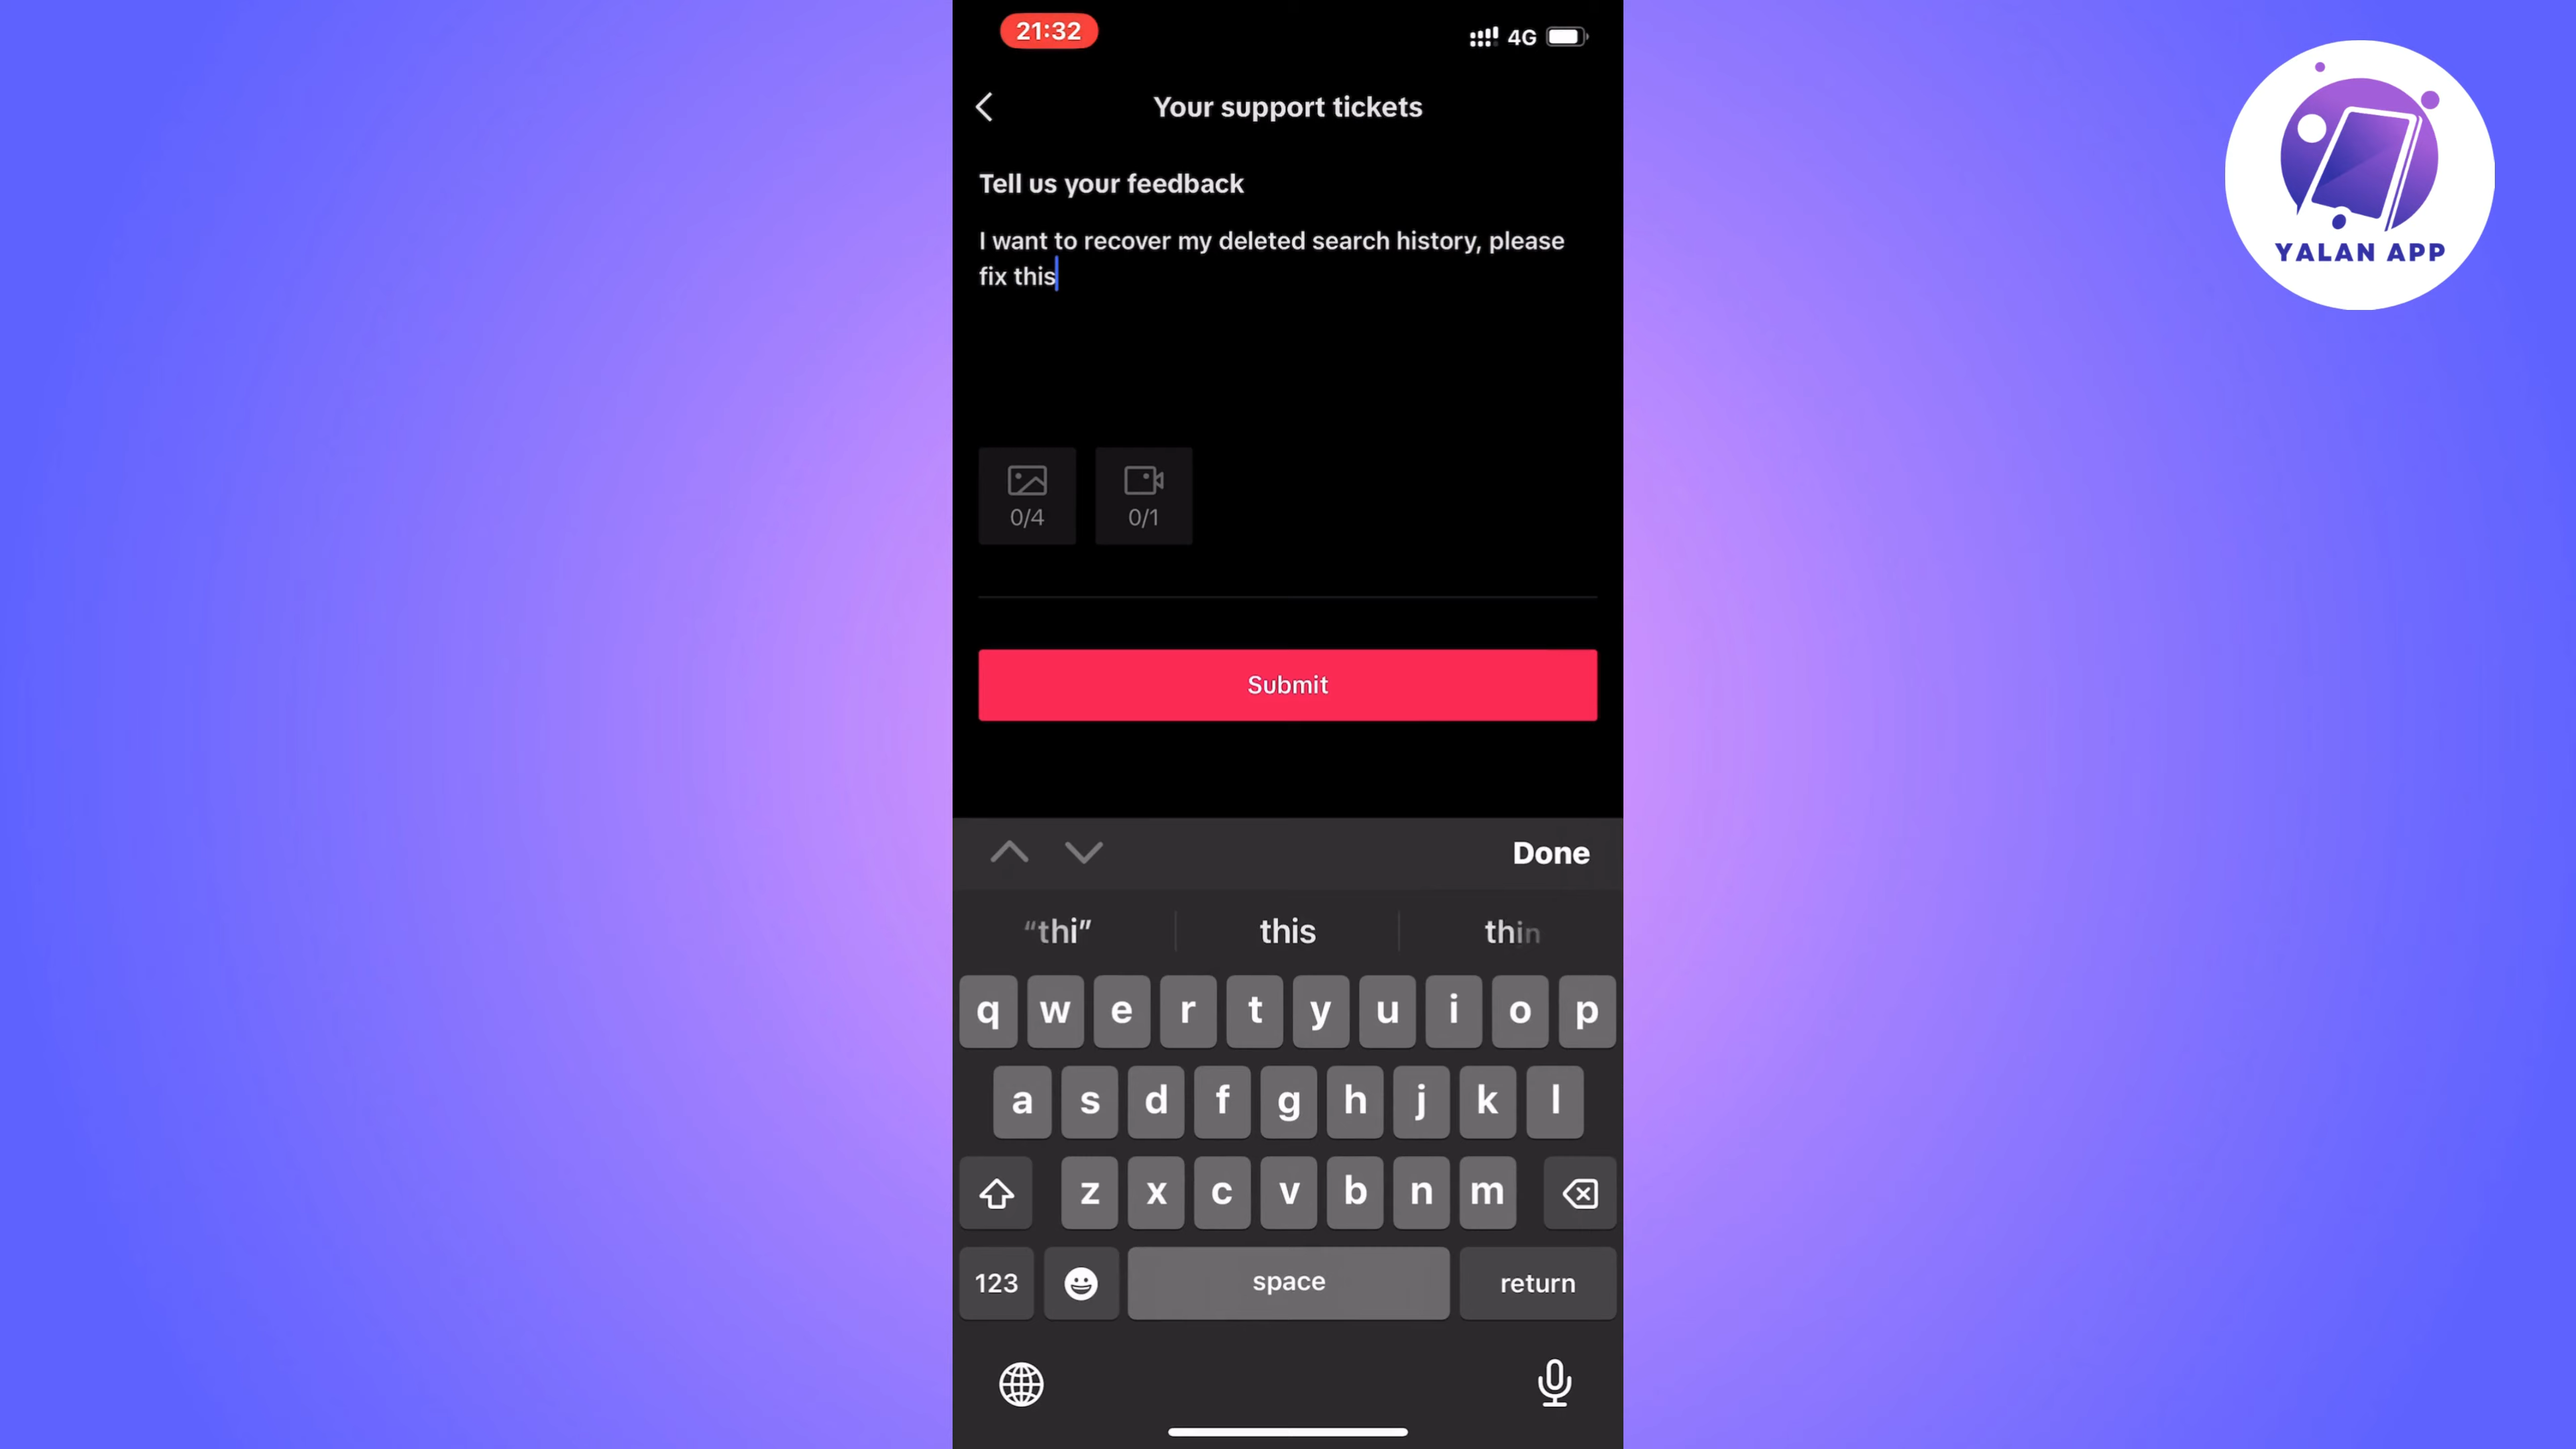 21:32
4G
YALAN APP
Your support tickets
Tell us your feedback
I want to recover my deleted search history, please
fix this
0/4 0/1
Submit
Done
“thi” this thin
q w e r t y u i o p
a s d f g h j k l
z x c v b n m
123 space return